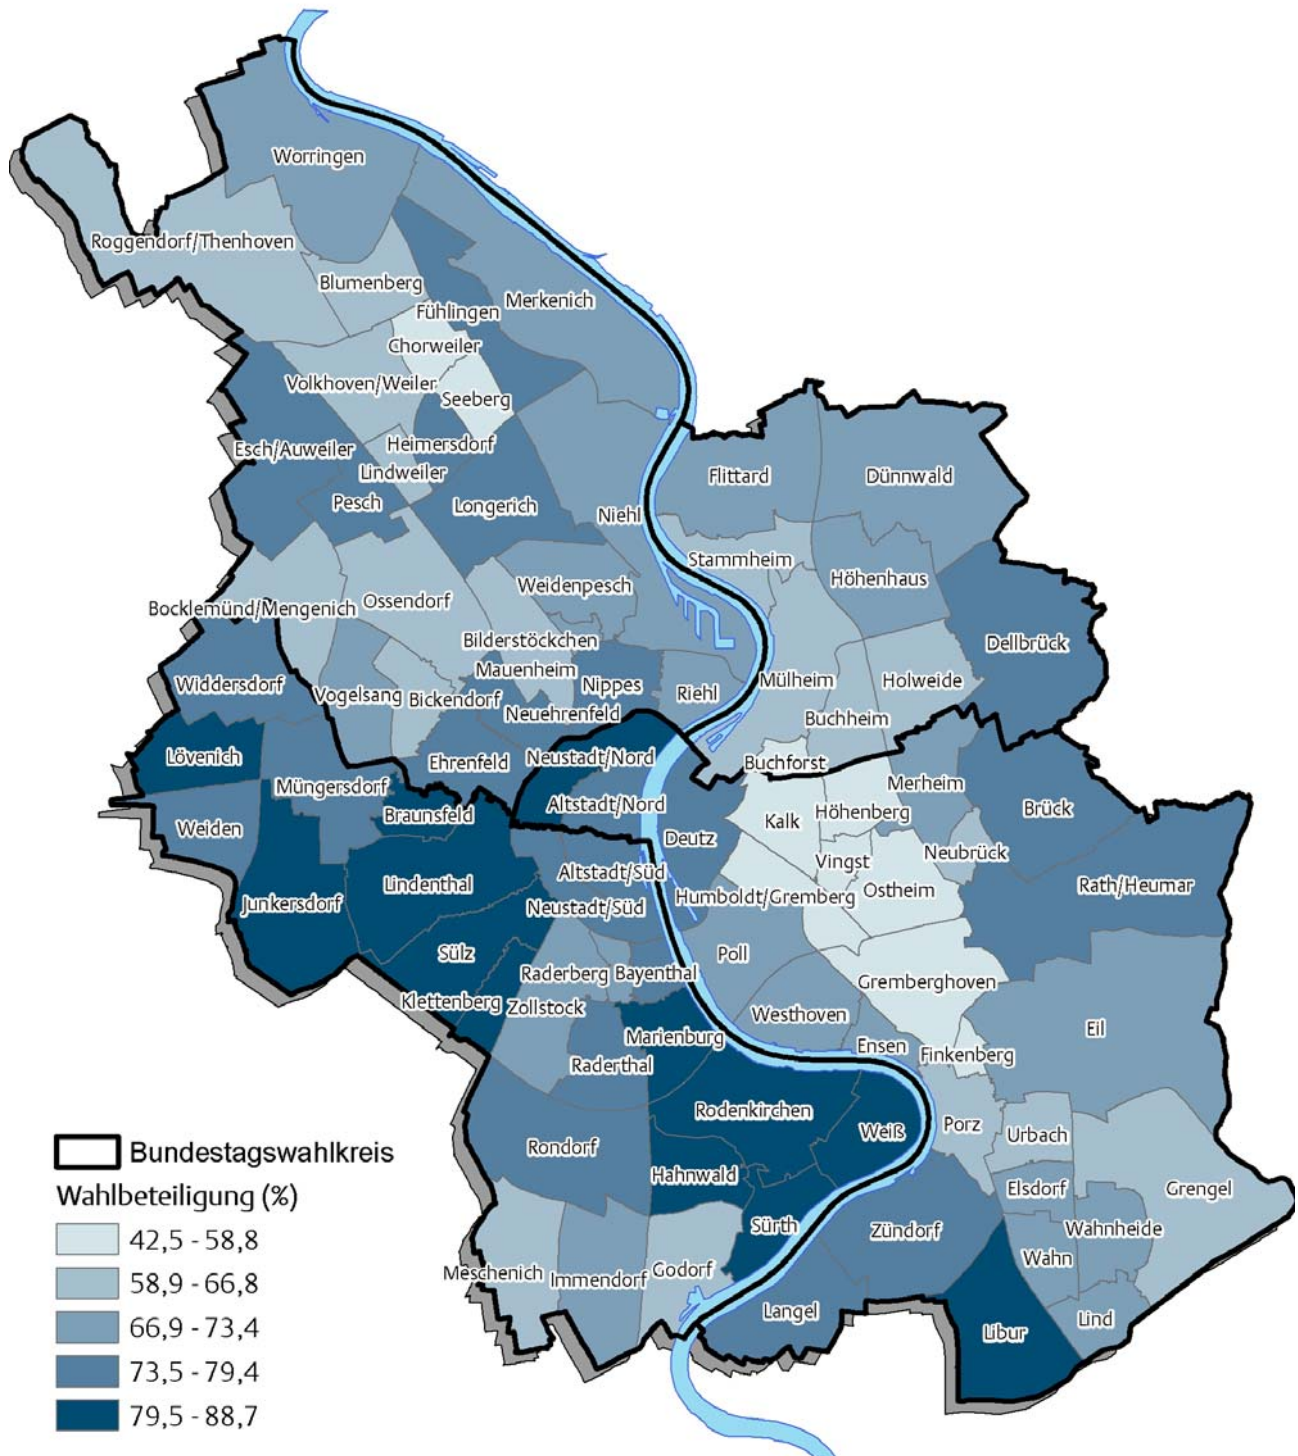 Worringen
Roggendorf/Thenhoven
Blumenberg
Fühlingen
Merkenich
Chorweiler
Volkhoven/Weiler
Seeberg
Esch/Auweiler
Heimersdorf
Lindweiler
Pesch
Longerich
Niehl
Flittard
Dünnwald
Stammheim
Höhenhaus
Weidenpesch
Ossendorf
Bocklemünd/Mengenich
Bilderstöckchen
Dellbrück
Mauenheim
Widdersdorf
Vogelsang
Bickendorf
Nippes
Riehl
Mülheim
Holweide
Neuehrenfeld
Buchheim
Lövenich
Neustadt/Nord
Ehrenfeld
Buchforst
Müngersdorf
Merheim
Altstadt/Nord
Braunsfeld
Weiden
Kalk
Höhenberg
Brück
Deutz
Neubrück
Vingst
Altstadt/Süd
Lindenthal
Ostheim
Rath/Heumar
Humboldt/Gremberg
Junkersdorf
Neustadt/Süd
Sülz
Poll
Raderberg
Bayenthal
Gremberghoven
Klettenberg
Zollstock
Westhoven
Eil
Marienburg
Ensen
Finkenberg
Raderthal
Rodenkirchen
Porz
Weiß
Urbach
Rondorf
Hahnwald
Elsdorf
Grengel
Sürth
Zündorf
Wahnheide
Wahn
Meschenich
Immendorf
Godorf
Langel
Lind
Libur
Bundestagswahlkreis
Wahlbeteiligung (%)
42,5 - 58,8
58,9 - 66,8
66,9 - 73,4
73,5 - 79,4
79,5 - 88,7